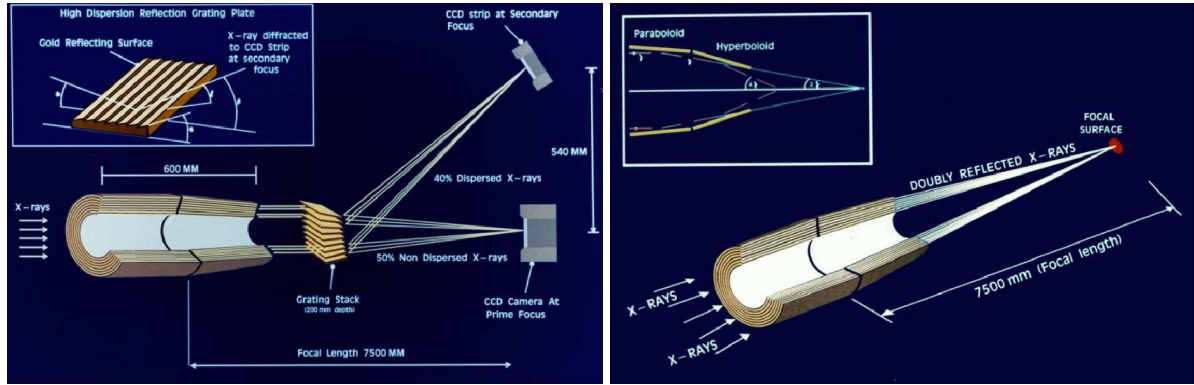 High Dispersion Reflection Grating Plate
Gold Reflecting Surface
X-ray diffracted
to CCD Strip
at secondary
focus
CCD strip at Secondary
Focus
600 MM
X-rays
540 MM
40% Dispersed X-rays
50% Non Dispersed X-rays
Grating Stack
(200 mm depth)
CCD Camera At
Prime Focus
Focal Length 7500 MM
Paraboloid
Hyperboloid
FOCAL
SURFACE
DOUBLY REFLECTED X-RAYS
7500 mm (Focal length)
X-RAYS
X-RAYS
X-RAYS